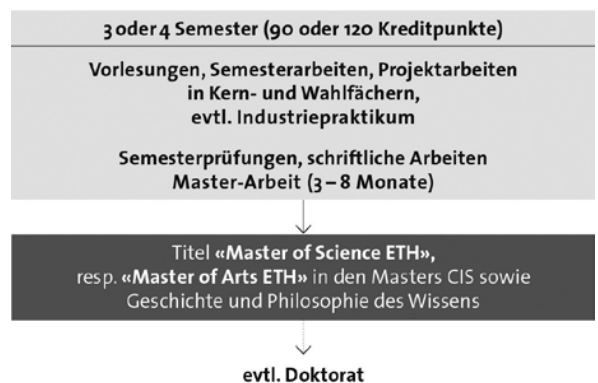 3 oder 4 Semester (90 oder 120 Kreditpunkte)
Vorlesungen, Semesterarbeiten, Projektarbeiten
in Kern- und Wahlfächern,
evtl. Industriepraktikum
Semesterprüfungen, schriftliche Arbeiten
Master-Arbeit (3 – 8 Monate)
Titel «Master of Science ETH»,
resp. «Master of Arts ETH» in den Masters CIS sowie
Geschichte und Philosophie des Wissens
evtl. Doktorat